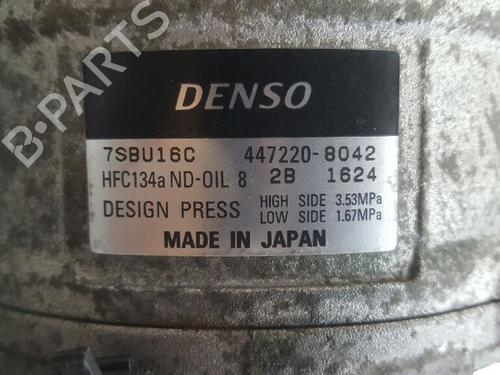 DENSO
7SBU16C 447220-8042
HFC134a ND-OIL 8 2B 1624
DESIGN PRESS HIGH SIDE 3.53MPa
LOW SIDE 1.67MPa
MADE IN JAPAN
B-PARTS